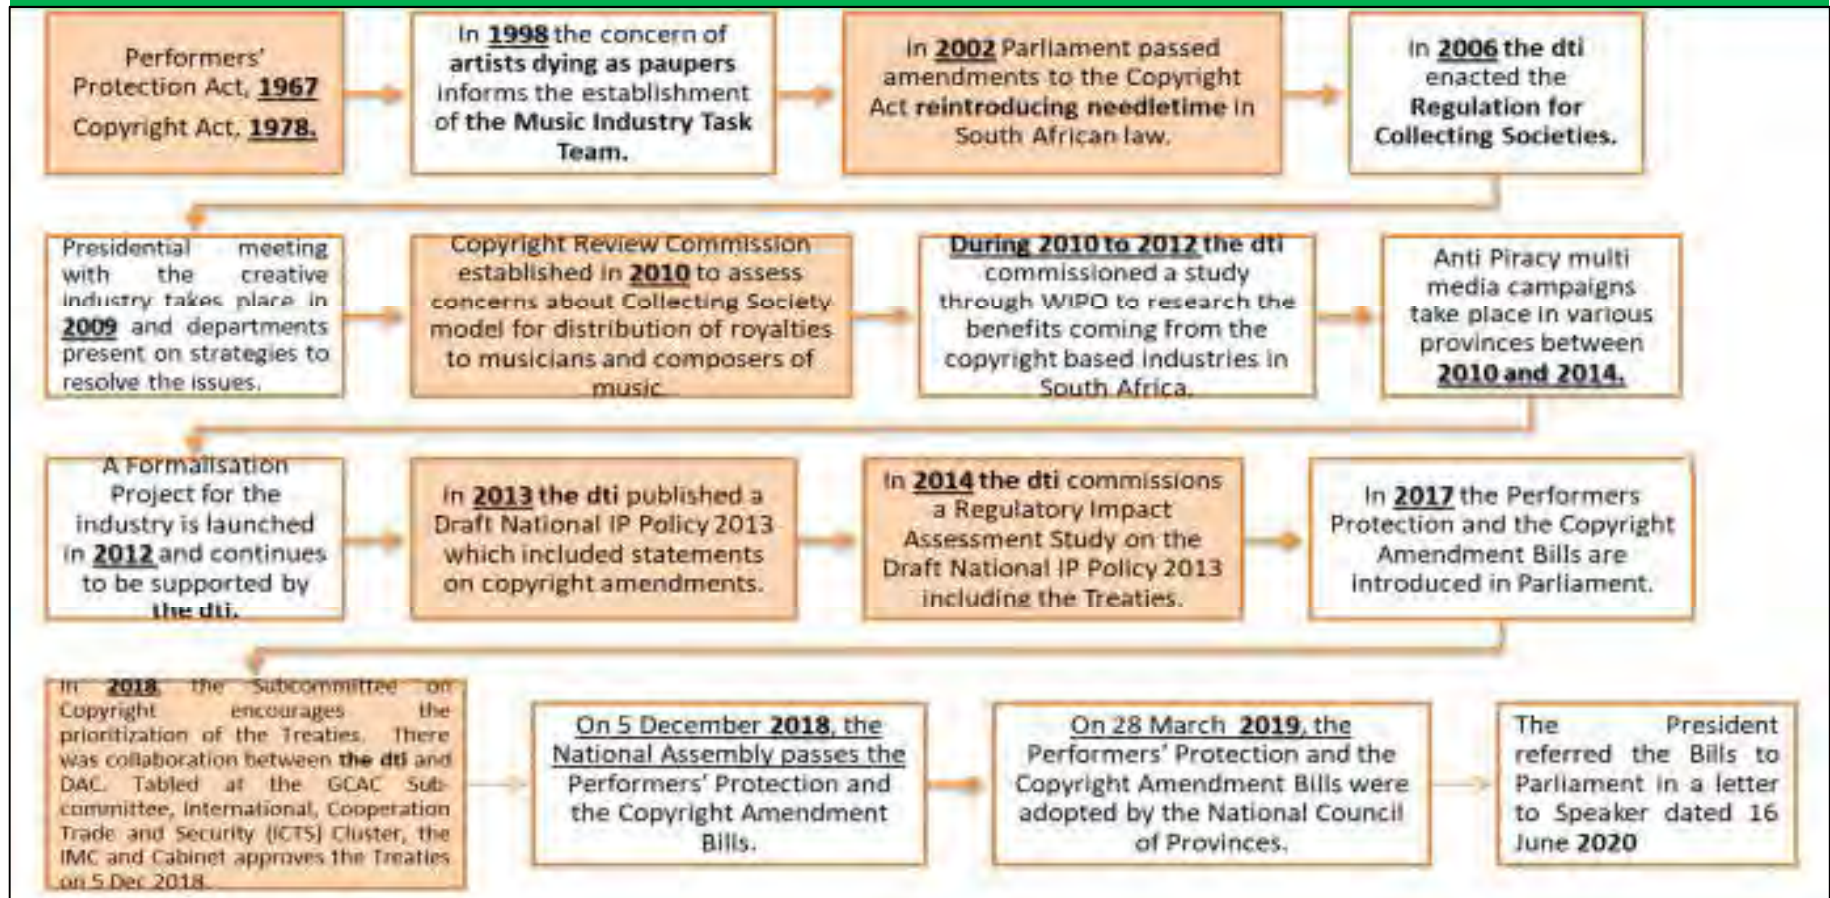 Performers'
Protection Act, 1967
Copyright Act, 1978.
In 1998 the concern of
artists dying as paupers
informs the establishment
of the Music Industry Task
Team.
In 2002 Parliament passed
amendments to the Copyright
Act reintroducing needletime in
South African law.
In 2006 the dti
enacted the
Regulation for
Collecting Societies.
Presidential meeting
with the creative
industry takes place in
2009 and departments
present on strategies to
resolve the issues.
Copyright Review Commission
established in 2010 to assess
concerns about Collecting Society
model for distribution of royalties
to musicians and composers of
music.
During 2010 to 2012 the dti
commissioned a study
through WIPO to research the
benefits coming from the
copyright based industries in
South Africa.
Anti Piracy multi
media campaigns
take place in various
provinces between
2010 and 2014.
A Formalisation
Project for the
industry is launched
in 2012 and continues
to be supported by
the dti.
In 2013 the dti published a
Draft National IP Policy 2013
which included statements
on copyright amendments.
In 2014 the dti commissions
a Regulatory Impact
Assessment Study on the
Draft National IP Policy 2013
including the Treaties.
In 2017 the Performers
Protection and the Copyright
Amendment Bills are
introduced in Parliament.
In 2018, the Subcommittee on
Copyright encourages the
prioritization of the Treaties. There
was collaboration between the dti and
DAC. Tabled at the GCAC Sub-
committee, International, Cooperation
Trade and Security (ICTS) Cluster, the
IMC and Cabinet approves the Treaties
on 5 Dec 2018.
On 5 December 2018, the
National Assembly passes the
Performers' Protection and
the Copyright Amendment
Bills.
On 28 March 2019, the
Performers' Protection and the
Copyright Amendment Bills were
adopted by the National Council
of Provinces.
The President
referred the Bills to
Parliament in a letter
to Speaker dated 16
June 2020